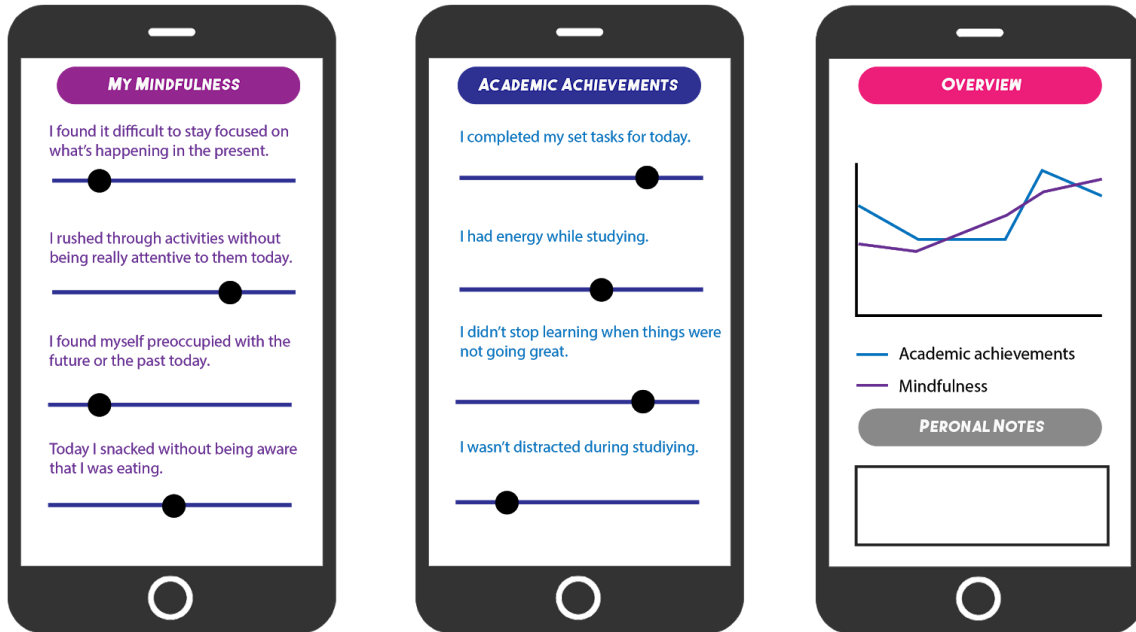 MY MINDFULNESS
I found it difficult to stay focused on
what's happening in the present.
I rushed through activities without
being really attentive to them today.
I found myself preoccupied with the
future or the past today.
Today I snacked without being aware
that I was eating.
ACADEMIC ACHIEVEMENTS
I completed my set tasks for today.
I had energy while studying.
I didn't stop learning when things were
not going great.
I wasn't distracted during studiying.
OVERVIEW
Academic achievements
Mindfulness
PERONAL NOTES